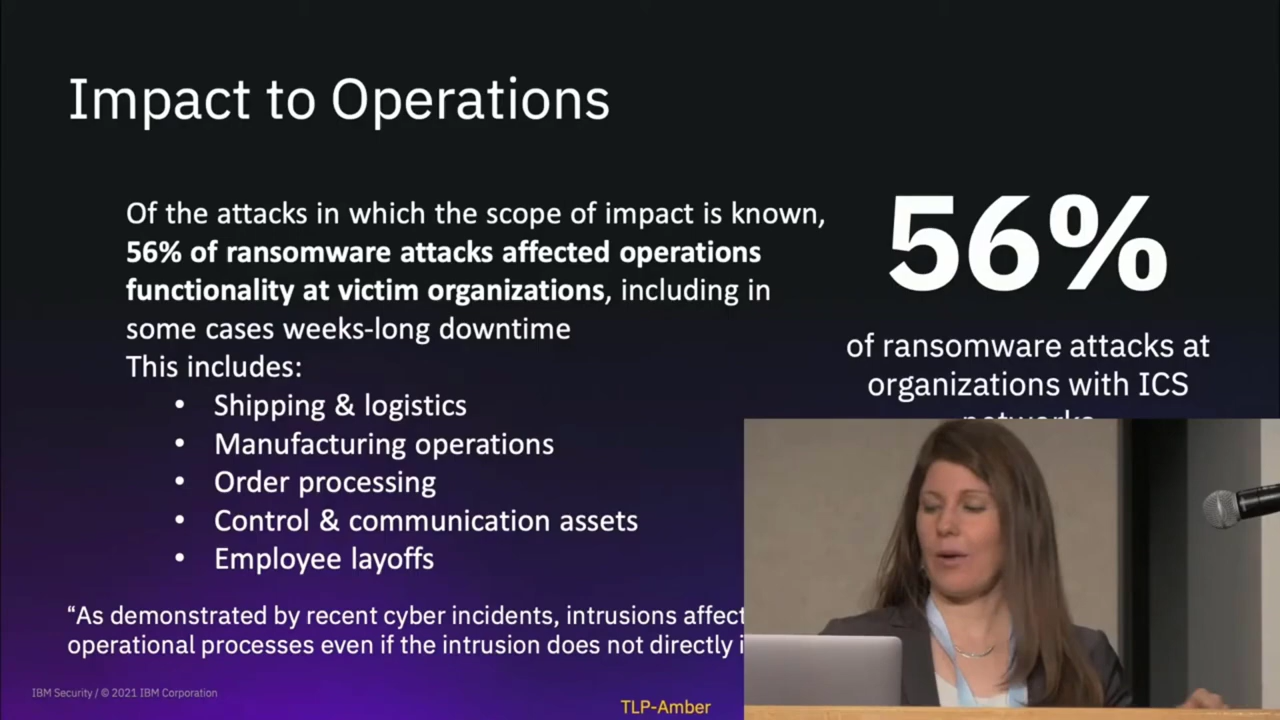 Impact to Operations
Of the attacks in which the scope of impact is known,
56% of ransomware attacks affected operations
functionality at victim organizations, including in
some cases weeks-long downtime
This includes:
• Shipping & logistics
• Manufacturing operations
• Order processing
• Control & communication assets
• Employee layoffs
56%
of ransomware attacks at
organizations with ICS
“As demonstrated by recent cyber incidents, intrusions affect
operational processes even if the intrusion does not directly i
IBM Security / © 2021 IBM Corporation
TLP-Amber